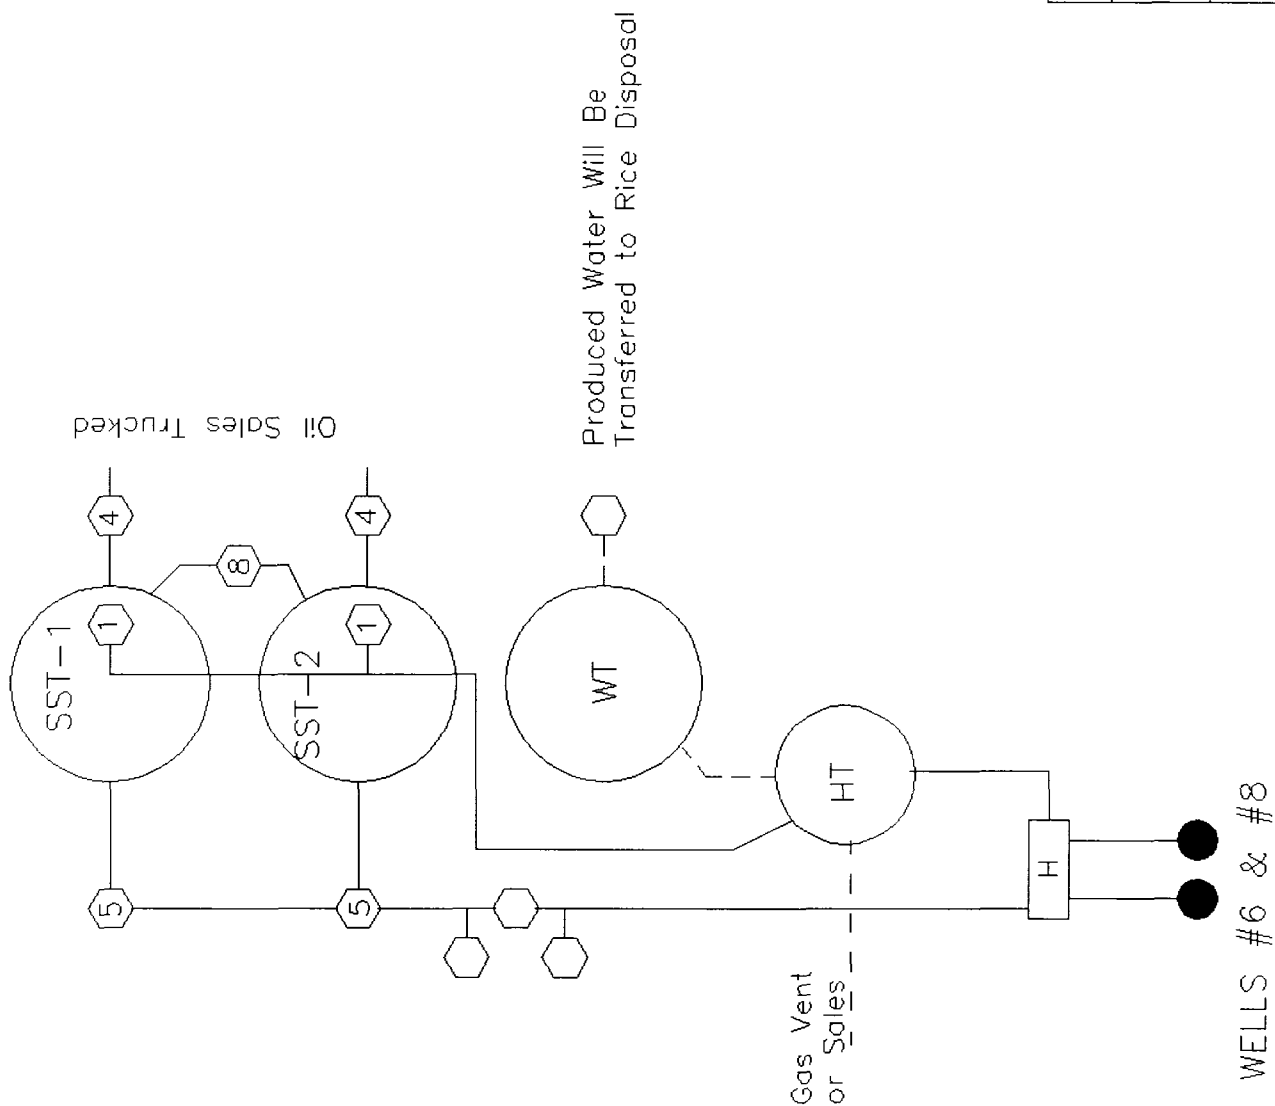 Oil Sales Trucked
SST-1
1
4
8
SST-2
1
4
5
5
WT
Produced Water Will Be
Transferred to Rice Disposal
HT
Gas Vent
or Sales
H
WELLS #6 & #8